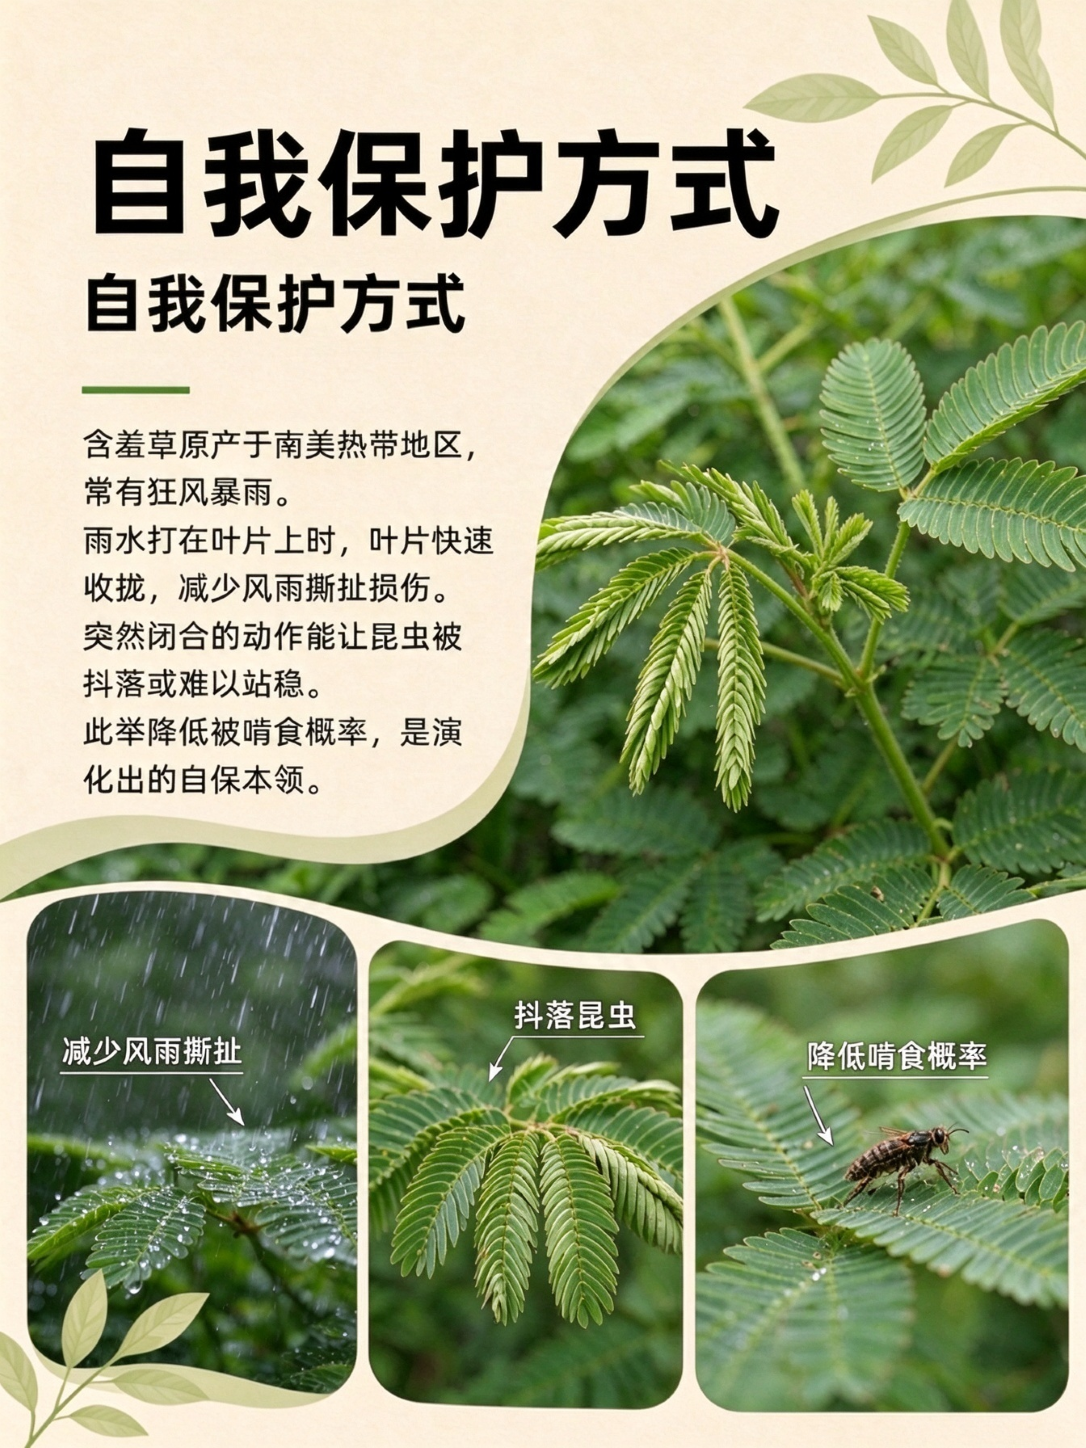 自我保护方式
自我保护方式
含羞草原产于南美热带地区，
常有狂风暴雨。
雨水打在叶片上时，叶片快速
收拢，减少风雨撕扯损伤。
突然闭合的动作能让昆虫被
抖落或难以站稳。
此举降低被啃食概率，是演
化出的自保本领。
减少风雨撕扯
抖落昆虫
降低啃食概率